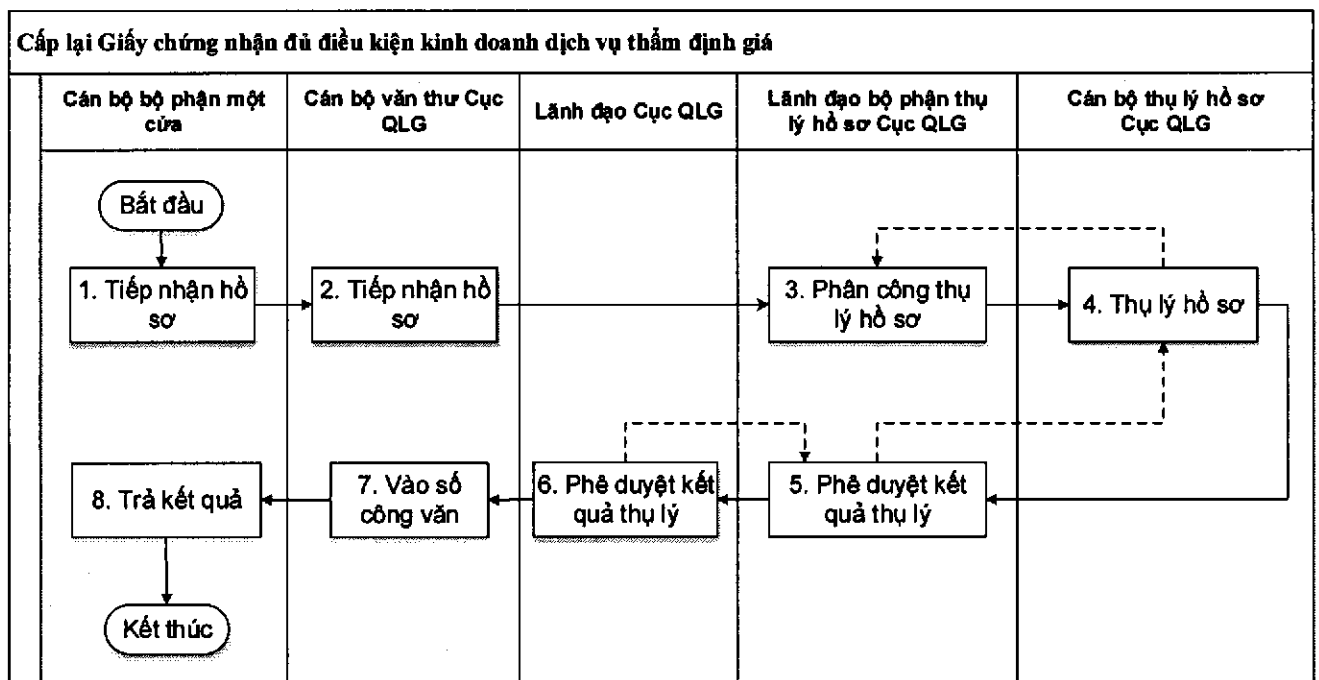 Cấp lại Giấy chứng nhận đủ điều kiện kinh doanh dịch vụ thẩm định giá
Cán bộ bộ phận một
cửa
Cán bộ văn thư Cục
QLG
Lãnh đạo Cục QLG
Lãnh đạo bộ phận thụ
lý hồ sơ Cục QLG
Cán bộ thụ lý hồ sơ
Cục QLG
Bắt đầu
1. Tiếp nhận hồ
sơ
2. Tiếp nhận hồ
sơ
3. Phân công thụ
lý hồ sơ
4. Thụ lý hồ sơ
8. Trả kết quả
7. Vào số
công văn
6. Phê duyệt kết
quả thụ lý
5. Phê duyệt kết
quả thụ lý
Kết thúc